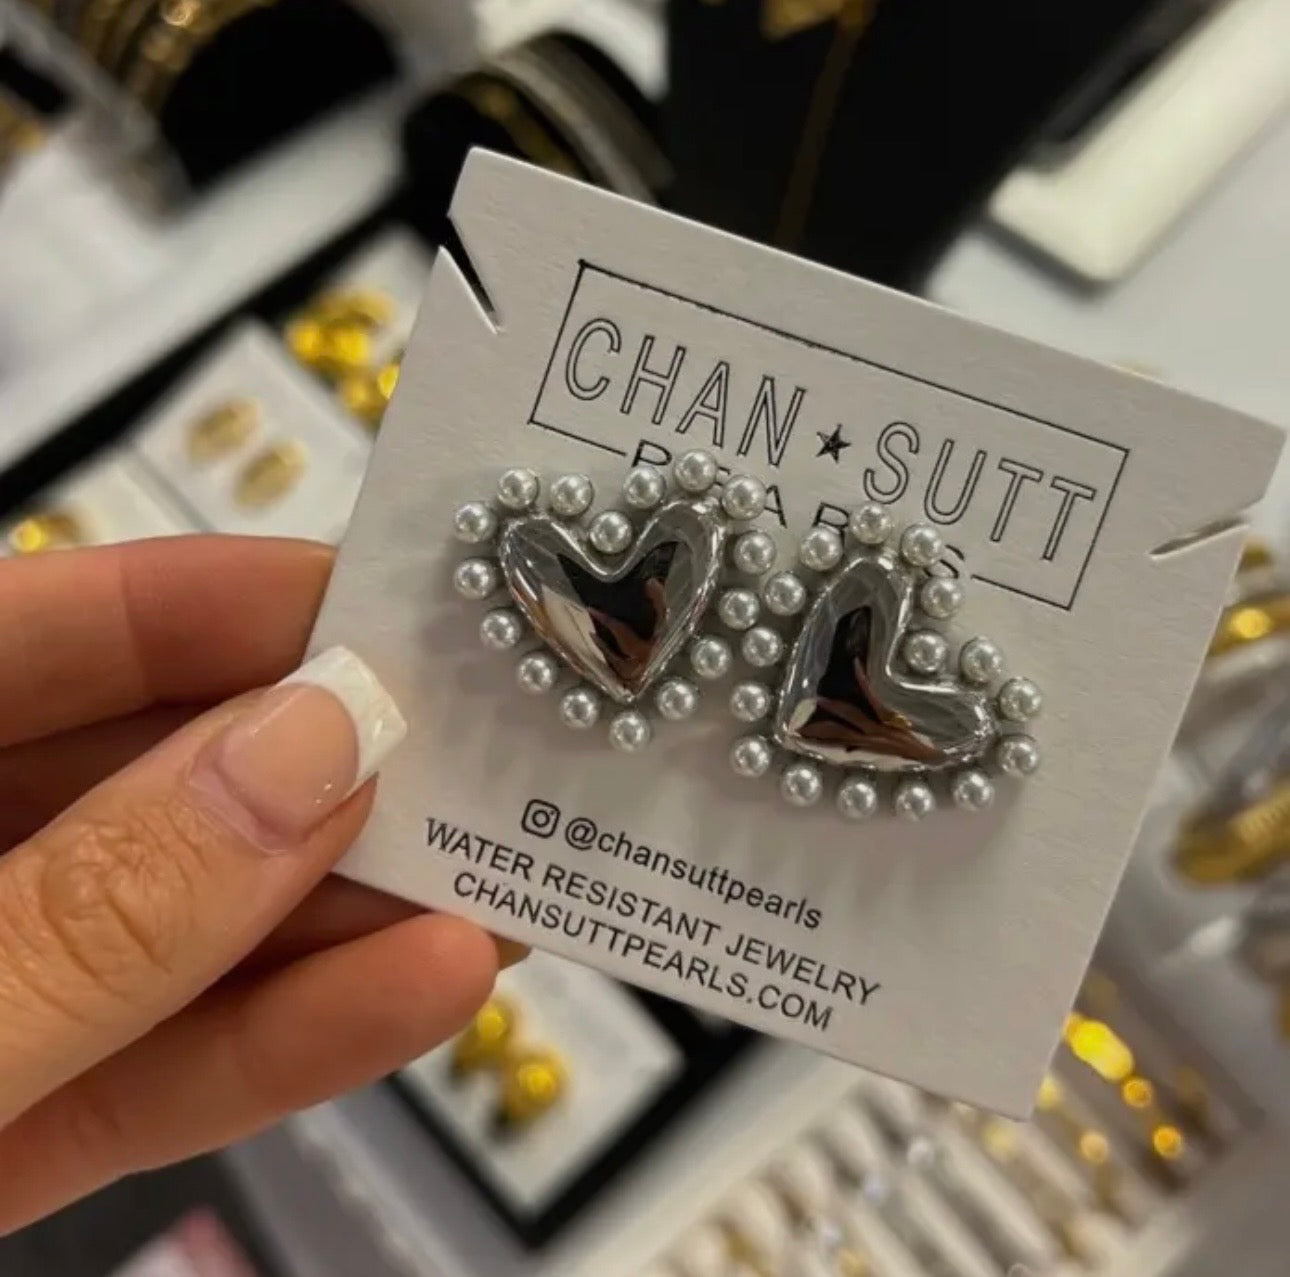 CHAN★SUTT
PEARLS
@chansuttpearls
WATER RESISTANT JEWELRY
CHANSUTTPEARLS.COM